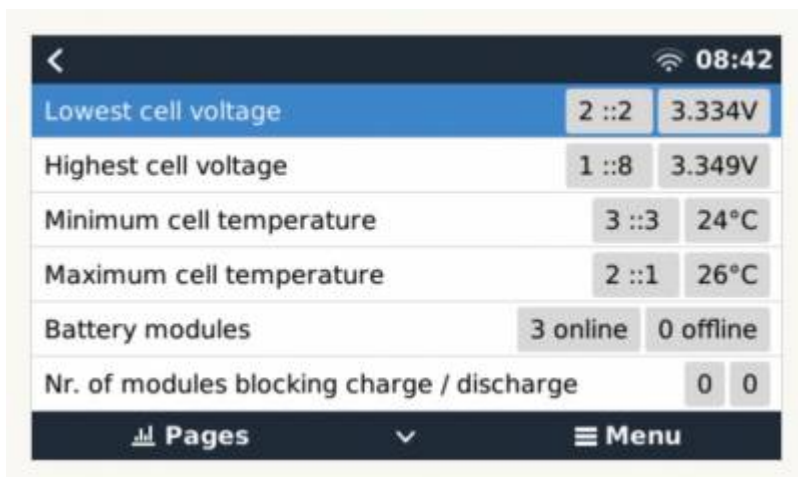 08:42
Lowest cell voltage 2 ::2 3.334V
Highest cell voltage 1 ::8 3.349V
Minimum cell temperature 3 ::3 24°C
Maximum cell temperature 2 ::1 26°C
Battery modules 3 online 0 offline
Nr. of modules blocking charge / discharge 0 0
Pages Menu